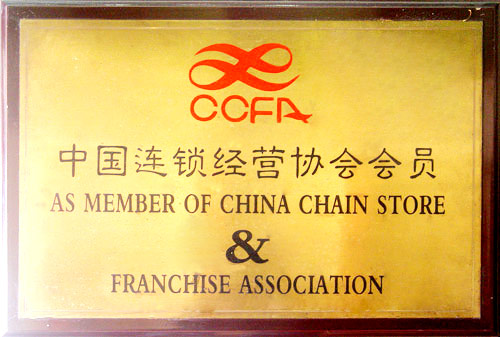 CCFA
中国连锁经营协会会员
AS MEMBER OF CHINA CHAIN STORE
&
FRANCHISE ASSOCIATION